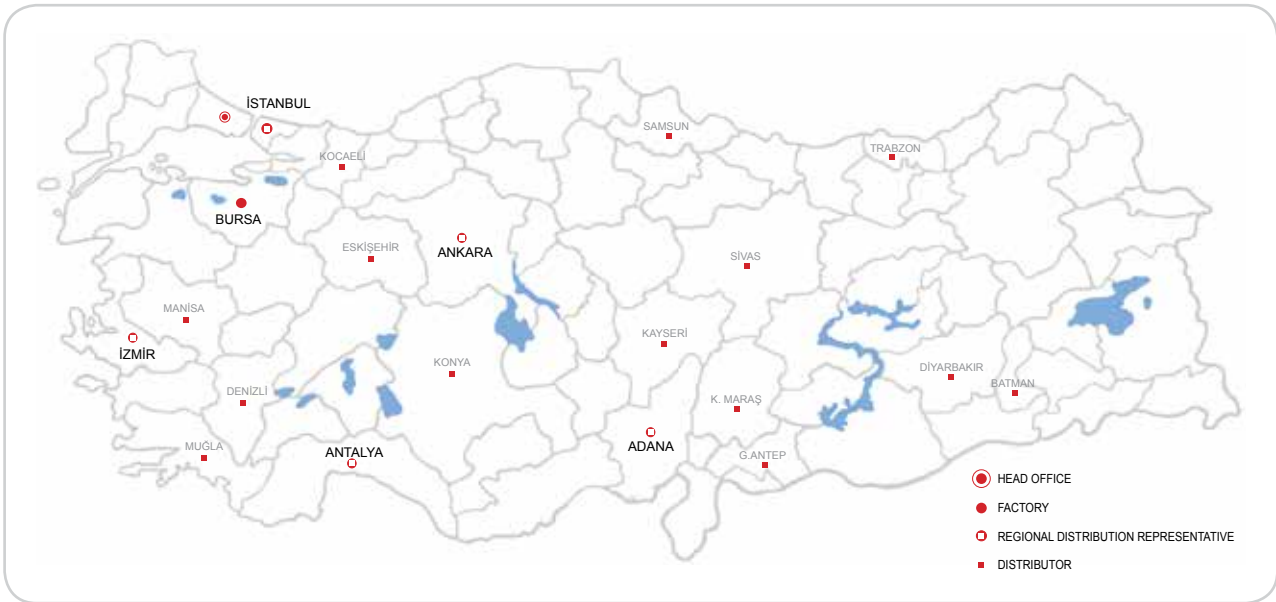 İSTANBUL
SAMSUN
TRABZON
KOCAELİ
BURSA
ESKİŞEHİR
ANKARA
SİVAS
MANİSA
KAYSERİ
İZMİR
KONYA
DİYARBAKIR
BATMAN
DENİZLİ
K. MARAŞ
MUĞLA
ANTALYA
ADANA
G.ANTEP
HEAD OFFICE
FACTORY
REGIONAL DISTRIBUTION REPRESENTATIVE
DISTRIBUTOR